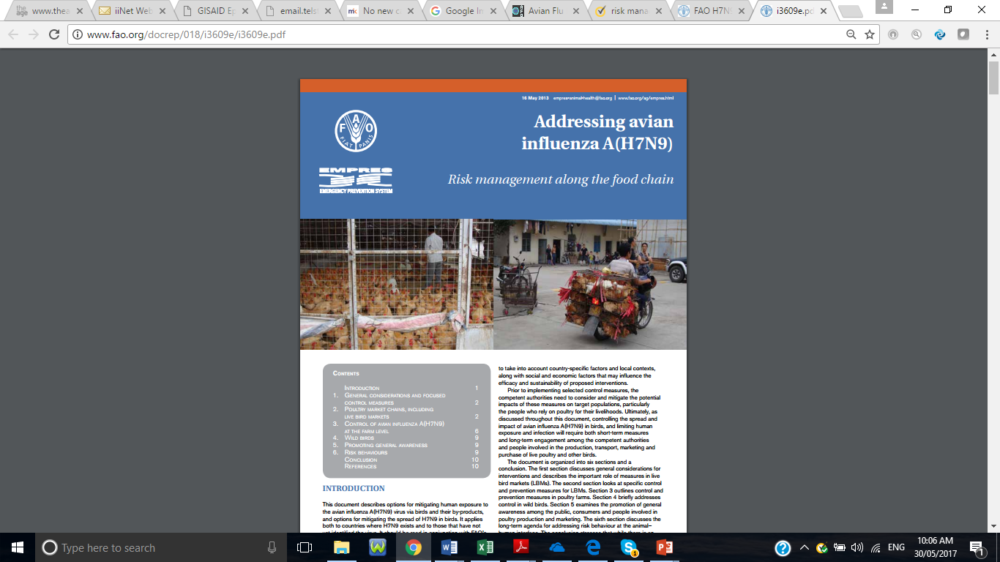 www.thea
iiNet Web
GISAID Ep
email.telst
No new c
Google Im
Avian Flu
risk mana
FAO H7N9
i3609e.pd
www.fao.org/docrep/018/i3609e/i3609e.pdf
16 May 2013 empres-animal-health@fao.org | www.fao.org/ag/empres.html
Addressing avian
influenza A(H7N9)
Risk management along the food chain
F A O
FIAT PANIS
EMPRES
EMERGENCY PREVENTION SYSTEM
CONTENTS
INTRODUCTION 1
1. GENERAL CONSIDERATIONS AND FOCUSED
CONTROL MEASURES 2
2. POULTRY MARKET CHAINS, INCLUDING
LIVE BIRD MARKETS 2
3. CONTROL OF AVIAN INFLUENZA A(H7N9)
AT THE FARM LEVEL 6
4. WILD BIRDS 9
5. PROMOTING GENERAL AWARENESS 9
6. RISK BEHAVIOURS 9
CONCLUSION 10
REFERENCES 10
INTRODUCTION
This document describes options for mitigating human exposure to
the avian influenza A(H7N9) virus via birds and their by-products,
and options for mitigating the spread of H7N9 in birds. It applies
both to countries where H7N9 exists and to those that have not
to take into account country-specific factors and local contexts,
along with social and economic factors that may influence the
efficacy and sustainability of proposed interventions.
Prior to implementing selected control measures, the
competent authorities need to consider and mitigate the potential
impacts of these measures on target populations, particularly
the people who rely on poultry for their livelihoods. Ultimately, as
discussed throughout this document, controlling the spread and
impact of avian influenza A(H7N9) in birds, and limiting human
exposure and infection will require both short-term measures
and long-term engagement among the competent authorities
and people involved in the production, transport, marketing and
purchase of live poultry and other birds.
The document is organized into six sections and a
conclusion. The first section discusses general considerations for
interventions and describes the important role of measures in live
bird markets (LBMs). The second section looks at specific control
and prevention measures for LBMs. Section 3 outlines control and
prevention measures in poultry farms. Section 4 briefly addresses
control in wild birds. Section 5 examines the promotion of general
awareness among the public, consumers and people involved in
poultry production and marketing. The sixth section discusses the
long-term agenda for addressing risk behaviour at the animal–
Type here to search
ENG
10:06 AM
30/05/2017